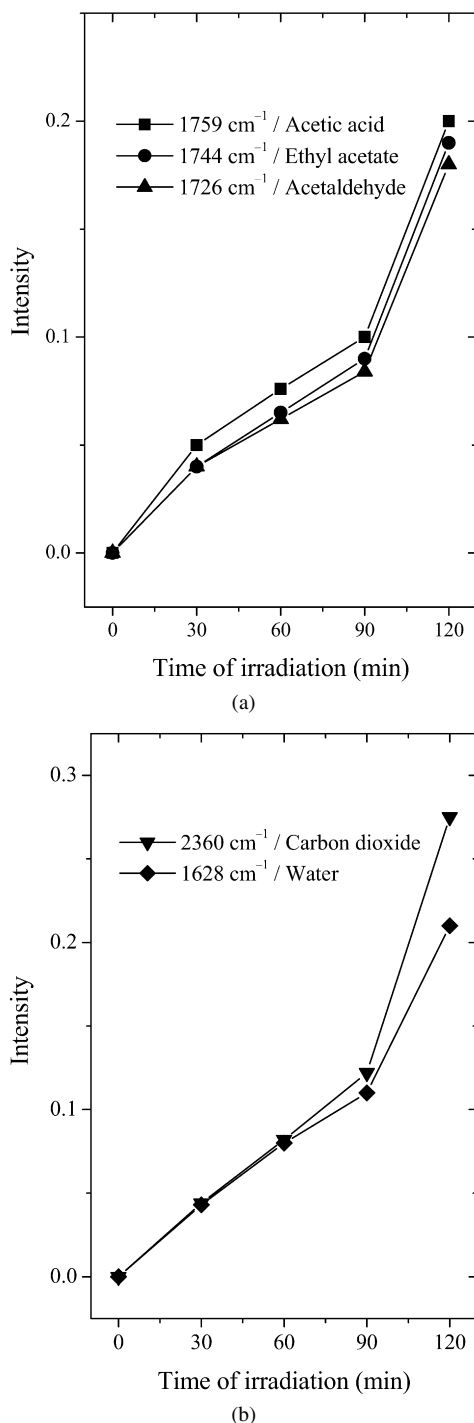 1759 cm⁻¹ / Acetic acid
1744 cm⁻¹ / Ethyl acetate
1726 cm⁻¹ / Acetaldehyde
Intensity
0.2
0.1
0.0
0 30 60 90 120
Time of irradiation (min)
(a)
2360 cm⁻¹ / Carbon dioxide
1628 cm⁻¹ / Water
Intensity
0.3
0.2
0.1
0.0
0 30 60 90 120
Time of irradiation (min)
(b)